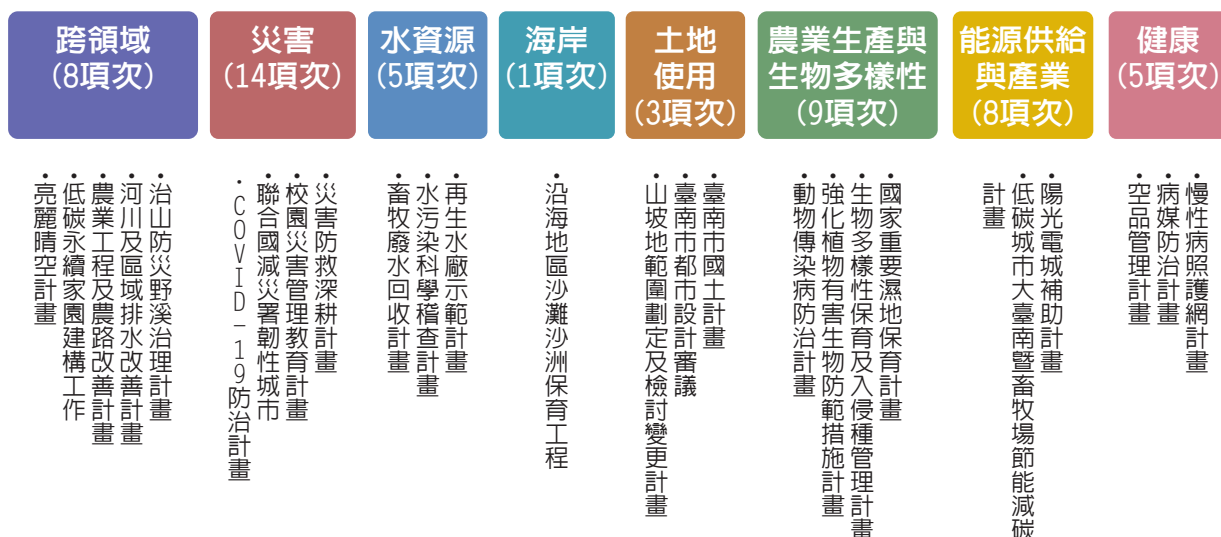 跨領域
(8項次)
災害
(14項次)
水資源
(5項次)
海岸
(1項次)
土地
使用
(3項次)
農業生產與
生物多樣性
(9項次)
能源供給
與產業
(8項次)
健康
(5項次)
•治山防災野溪治理計畫
•河川及區域排水改善計畫
•農業工程及農路改善計畫
•低碳永續家園建構工作
•亮麗晴空計畫
•災害防救深耕計畫
•校園災害管理教育計畫
•聯合國減災署韌性城市
•COVID-19防治計畫
•再生水廠示範計畫
•水污染科學稽查計畫
•畜牧廢水回收計畫
•沿海地區沙灘沙洲保育工程
•臺南市國土計畫
•臺南市都市設計審議
•山坡地範圍劃定及檢討變更計畫
•國家重要濕地保育計畫
•生物多樣性保育及入侵種管理計畫
•強化植物有害生物防範措施計畫
•動物傳染病防治計畫
•陽光電城補助計畫
•低碳城市大臺南暨畜牧場節能減碳
計畫
•慢性病照護網計畫
•病媒防治計畫
•空品管理計畫